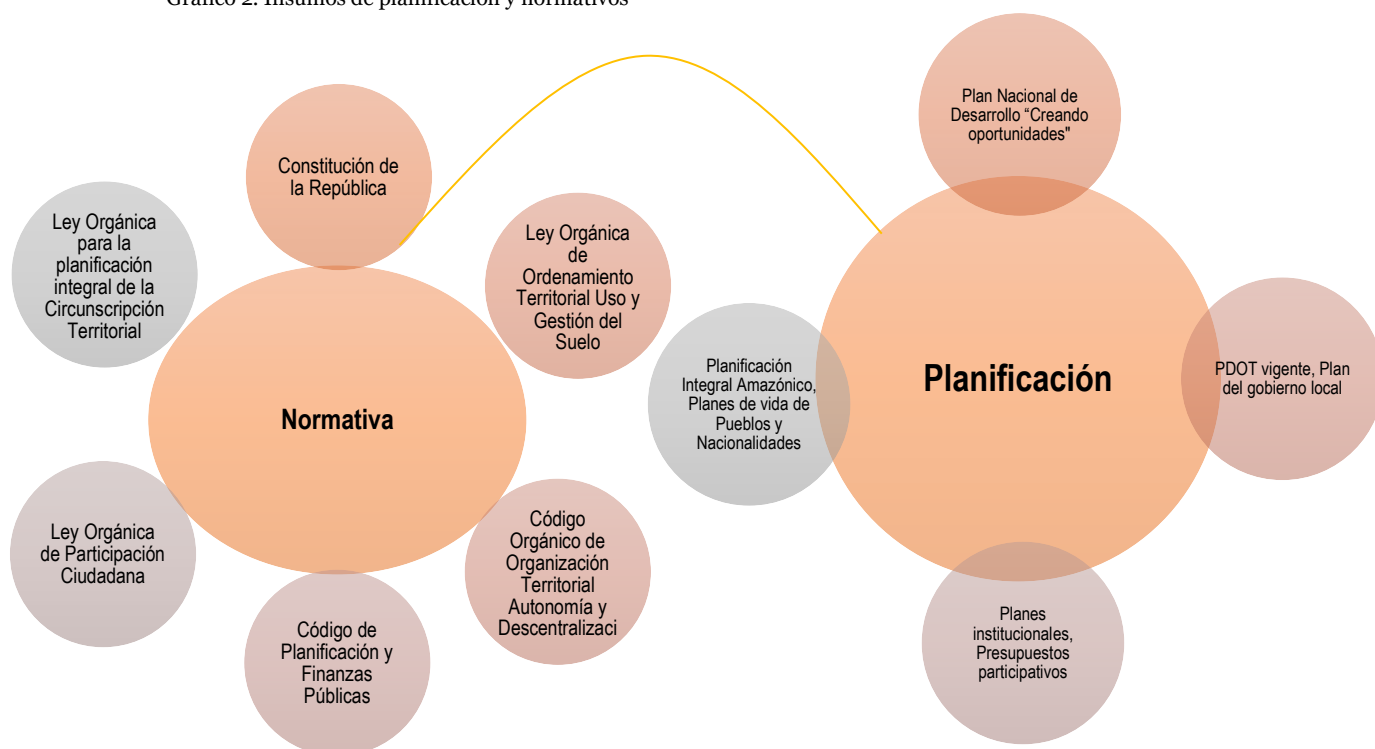 Gráfico 2. Insumos de planificación y normativos
Constitución de
la República
Ley Orgánica
para la
planificación
integral de la
Circunscripción
Territorial
Ley Orgánica
de
Ordenamiento
Territorial Uso y
Gestión del
Suelo
Normativa
Ley Orgánica
de Participación
Ciudadana
Código
Orgánico de
Organización
Territorial
Autonomía y
Descentralizaci
Código de
Planificación y
Finanzas
Públicas
Plan Nacional de
Desarrollo “Creando
oportunidades"
Planificación
Integral Amazónico,
Planes de vida de
Pueblos y
Nacionalidades
Planificación
PDOT vigente, Plan
del gobierno local
Planes
institucionales,
Presupuestos
participativos